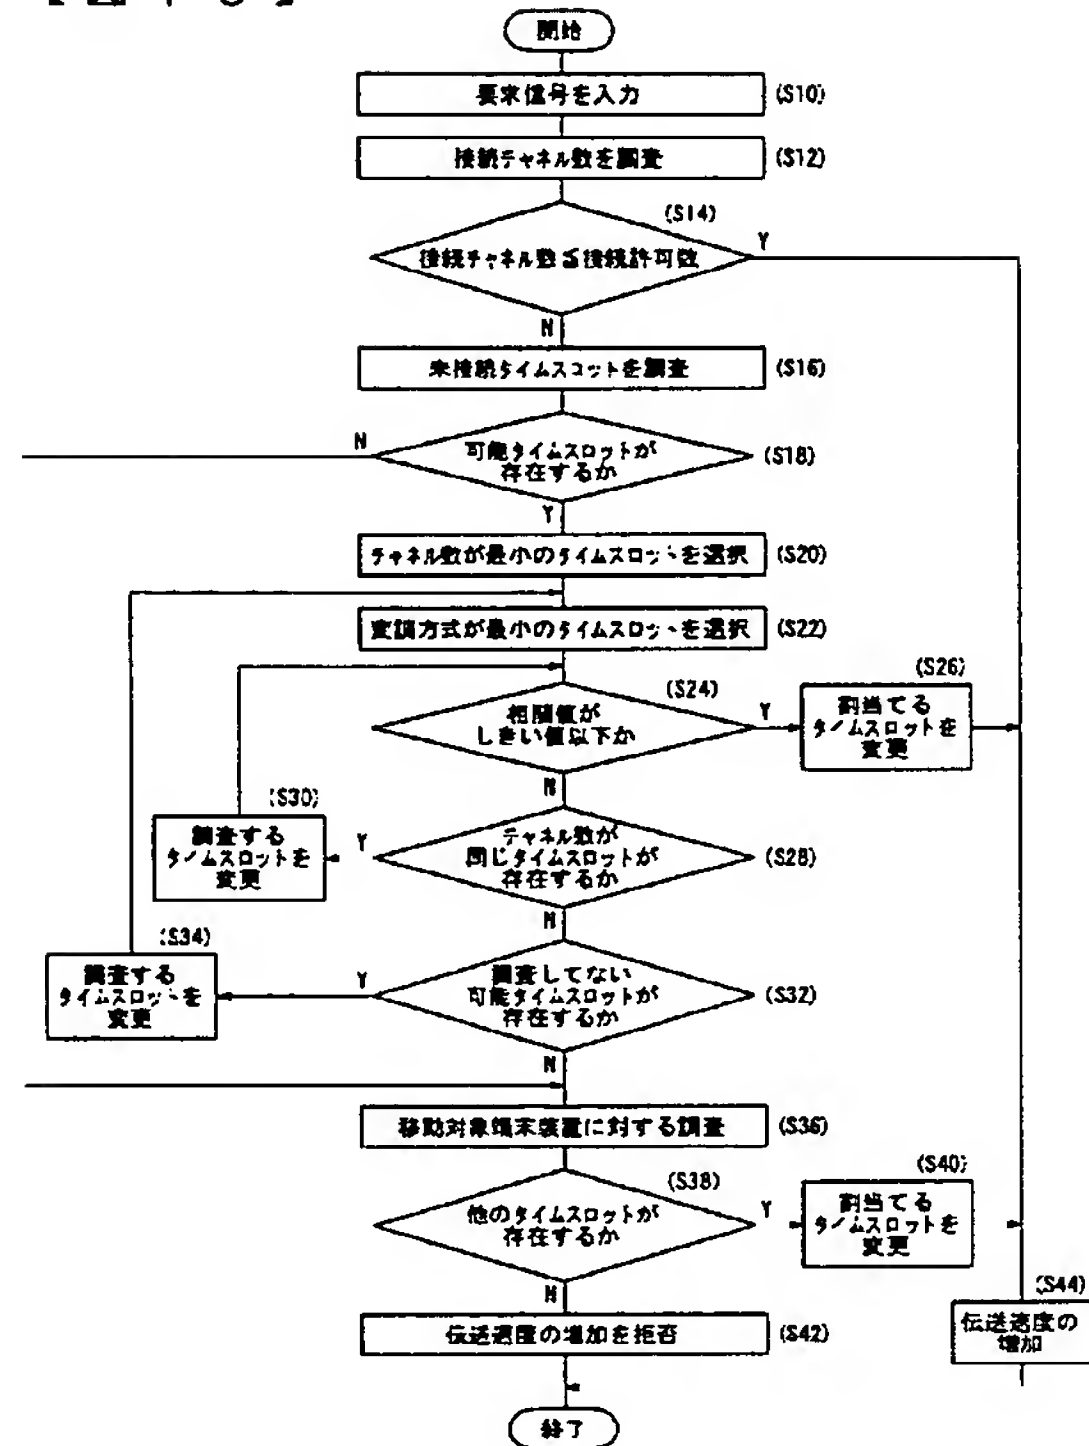 開始
要求信号を入力 (S10)
接続チャネル数を調査 (S12)
(S14)
Y
接続チャネル数≦接続許可数
N
未接続タイムスロットを調査 (S16)
N
可能タイムスロットが (S18)
存在するか
Y
チャネル数が最小のタイムスロットを選択 (S20)
変調方式が最小のタイムスロットを選択 (S22)
(S24)
(S26)
相関値が
しきい値以下か
Y
割当てる
タイムスロットを
変更
N
(S30)
調査する
タイムスロットを
変更
Y
チャネル数が
同じタイムスロットが (S28)
存在するか
N
(S34)
調査する
タイムスロットを
変更
Y
調査してない
可能タイムスロットが (S32)
存在するか
N
移動対象端末装置に対する調査 (S36)
(S38)
(S40)
他のタイムスロットが
存在するか
Y
割当てる
タイムスロットを
変更
N
(S44)
伝送速度の
増加
伝送速度の増加を拒否 (S42)
終了